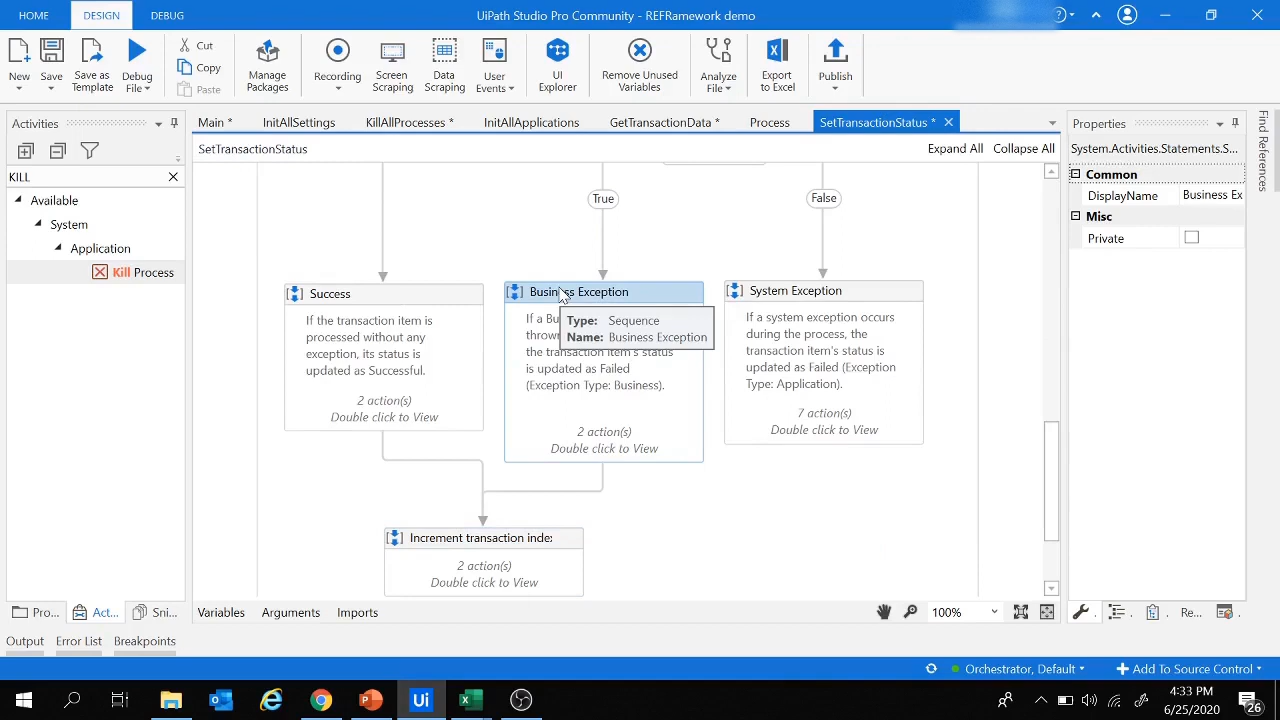 HOME
DESIGN
DEBUG
UiPath Studio Pro Community - REFRamework demo
New
Save
Save as Template
Debug File
Cut
Copy
Paste
Manage Packages
Recording
Screen Scraping
Data Scraping
User Events
UI Explorer
Remove Unused Variables
Analyze File
Export to Excel
Publish
Activities
Main *
InitAllSettings
KillAllProcesses *
InitAllApplications
GetTransactionData *
Process
SetTransactionStatus *
Properties
Find References
SetTransactionStatus
Expand All
Collapse All
System.Activities.Statements.S...
KILL
Available
System
Application
Kill Process
Common
DisplayName
Business Ex
Misc
Private
True
False
Success
If the transaction item is
processed without any
exception, its status is
updated as Successful.
2 action(s)
Double click to View
Business Exception
If a Bu
thrown
the transaction item's status
is updated as Failed
(Exception Type: Business).
2 action(s)
Double click to View
Type: Sequence
Name: Business Exception
System Exception
If a system exception occurs
during the process, the
transaction item's status is
updated as Failed (Exception
Type: Application).
7 action(s)
Double click to View
Increment transaction inde:
2 action(s)
Double click to View
Pro...
Act...
Sni...
Variables
Arguments
Imports
100%
Re...
Output
Error List
Breakpoints
Orchestrator, Default
Add To Source Control
Ui
4:33 PM
6/25/2020
26